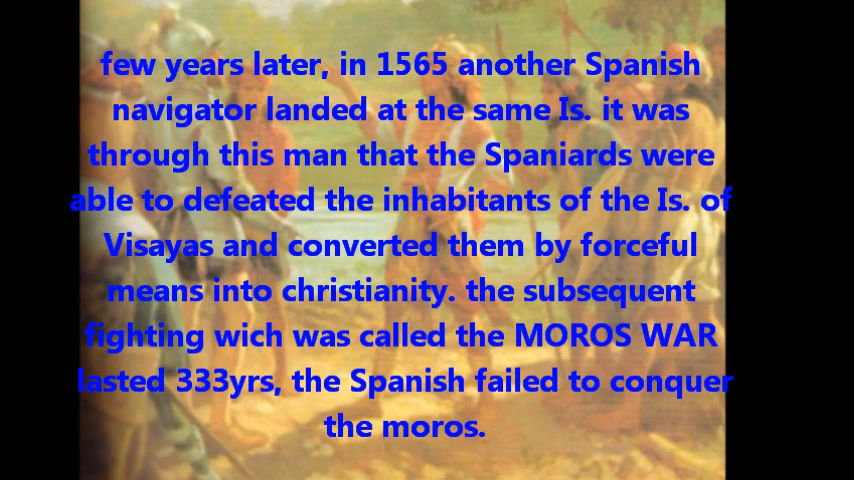 few years later, in 1565 another Spanish
navigator landed at the same Is. it was
through this man that the Spaniards were
able to defeated the inhabitants of the Is. of
Visayas and converted them by forceful
means into christianity. the subsequent
fighting wich was called the MOROS WAR
lasted 333yrs, the Spanish failed to conquer
the moros.